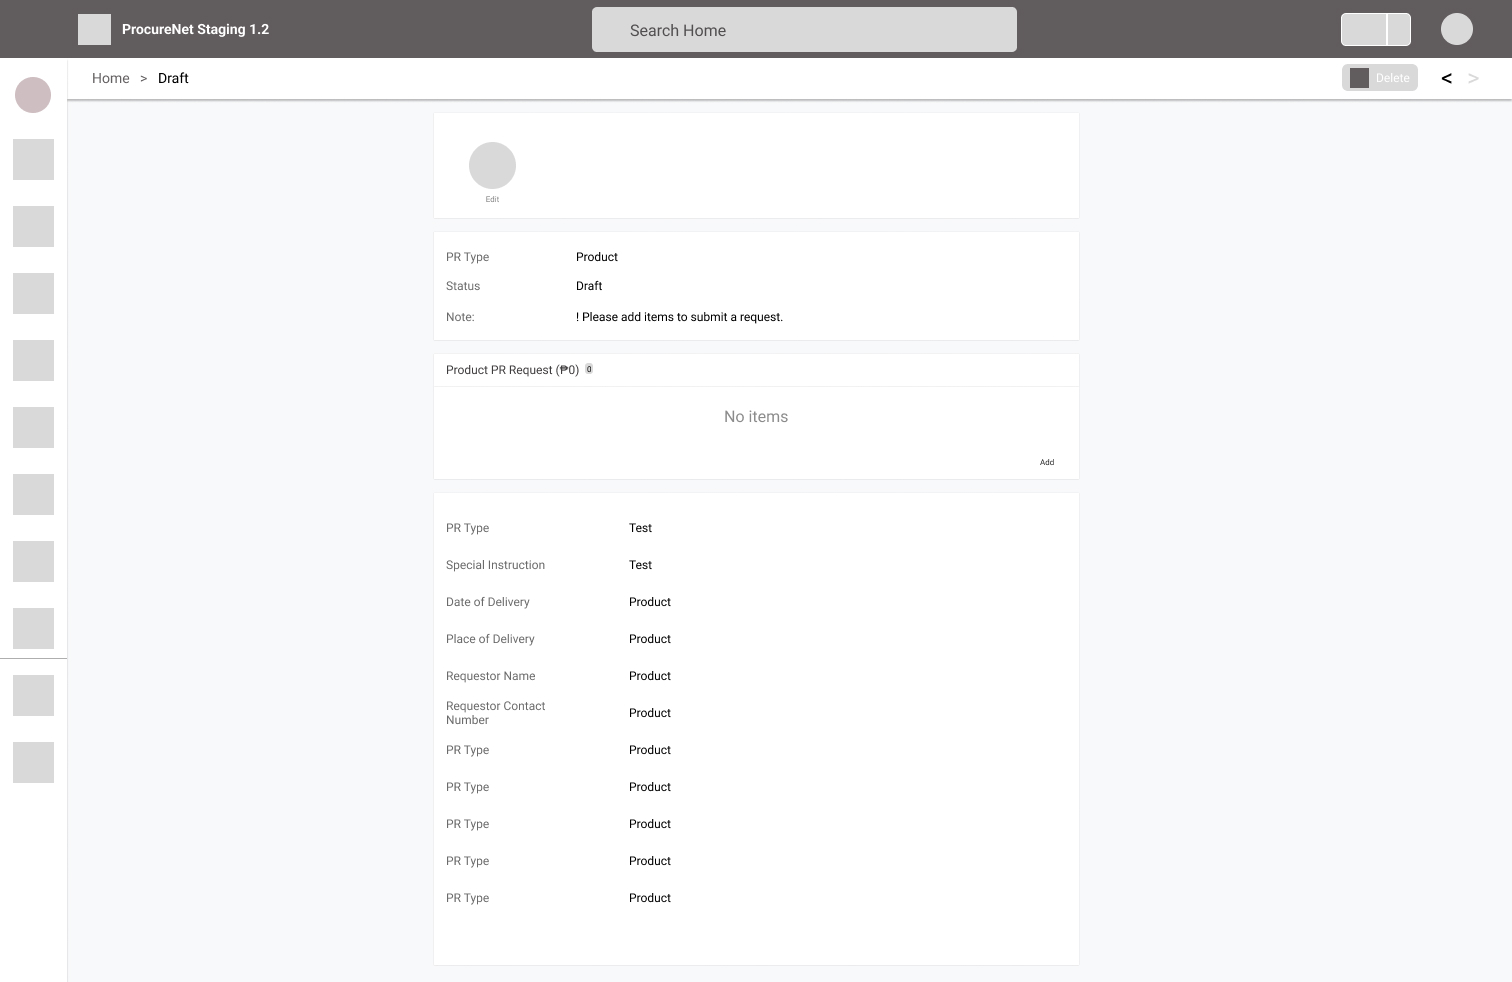 ProcureNet Staging 1.2
Search Home
Home > Draft
Delete
< >
Edit
PR Type Product
Status Draft
Note: ! Please add items to submit a request.
Product PR Request (₱0) 0
No items
Add
PR Type Test
Special Instruction Test
Date of Delivery Product
Place of Delivery Product
Requestor Name Product
Requestor Contact
Number
Product
PR Type Product
PR Type Product
PR Type Product
PR Type Product
PR Type Product